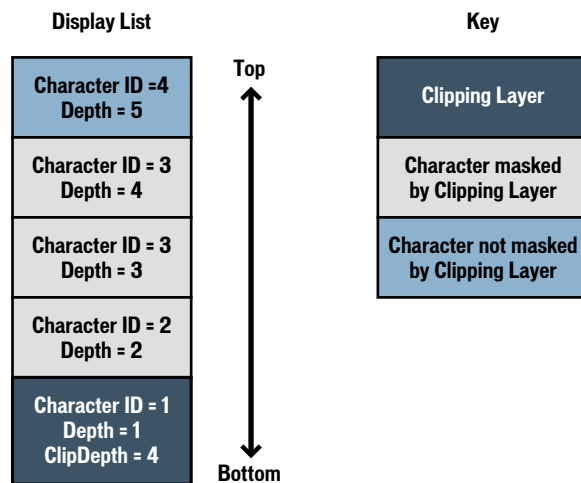 Display List
Character ID =4
Depth = 5
Character ID = 3
Depth = 4
Character ID = 3
Depth = 3
Character ID = 2
Depth = 2
Character ID = 1
Depth = 1
ClipDepth = 4
Top
Bottom
Key
Clipping Layer
Character masked
by Clipping Layer
Character not masked
by Clipping Layer